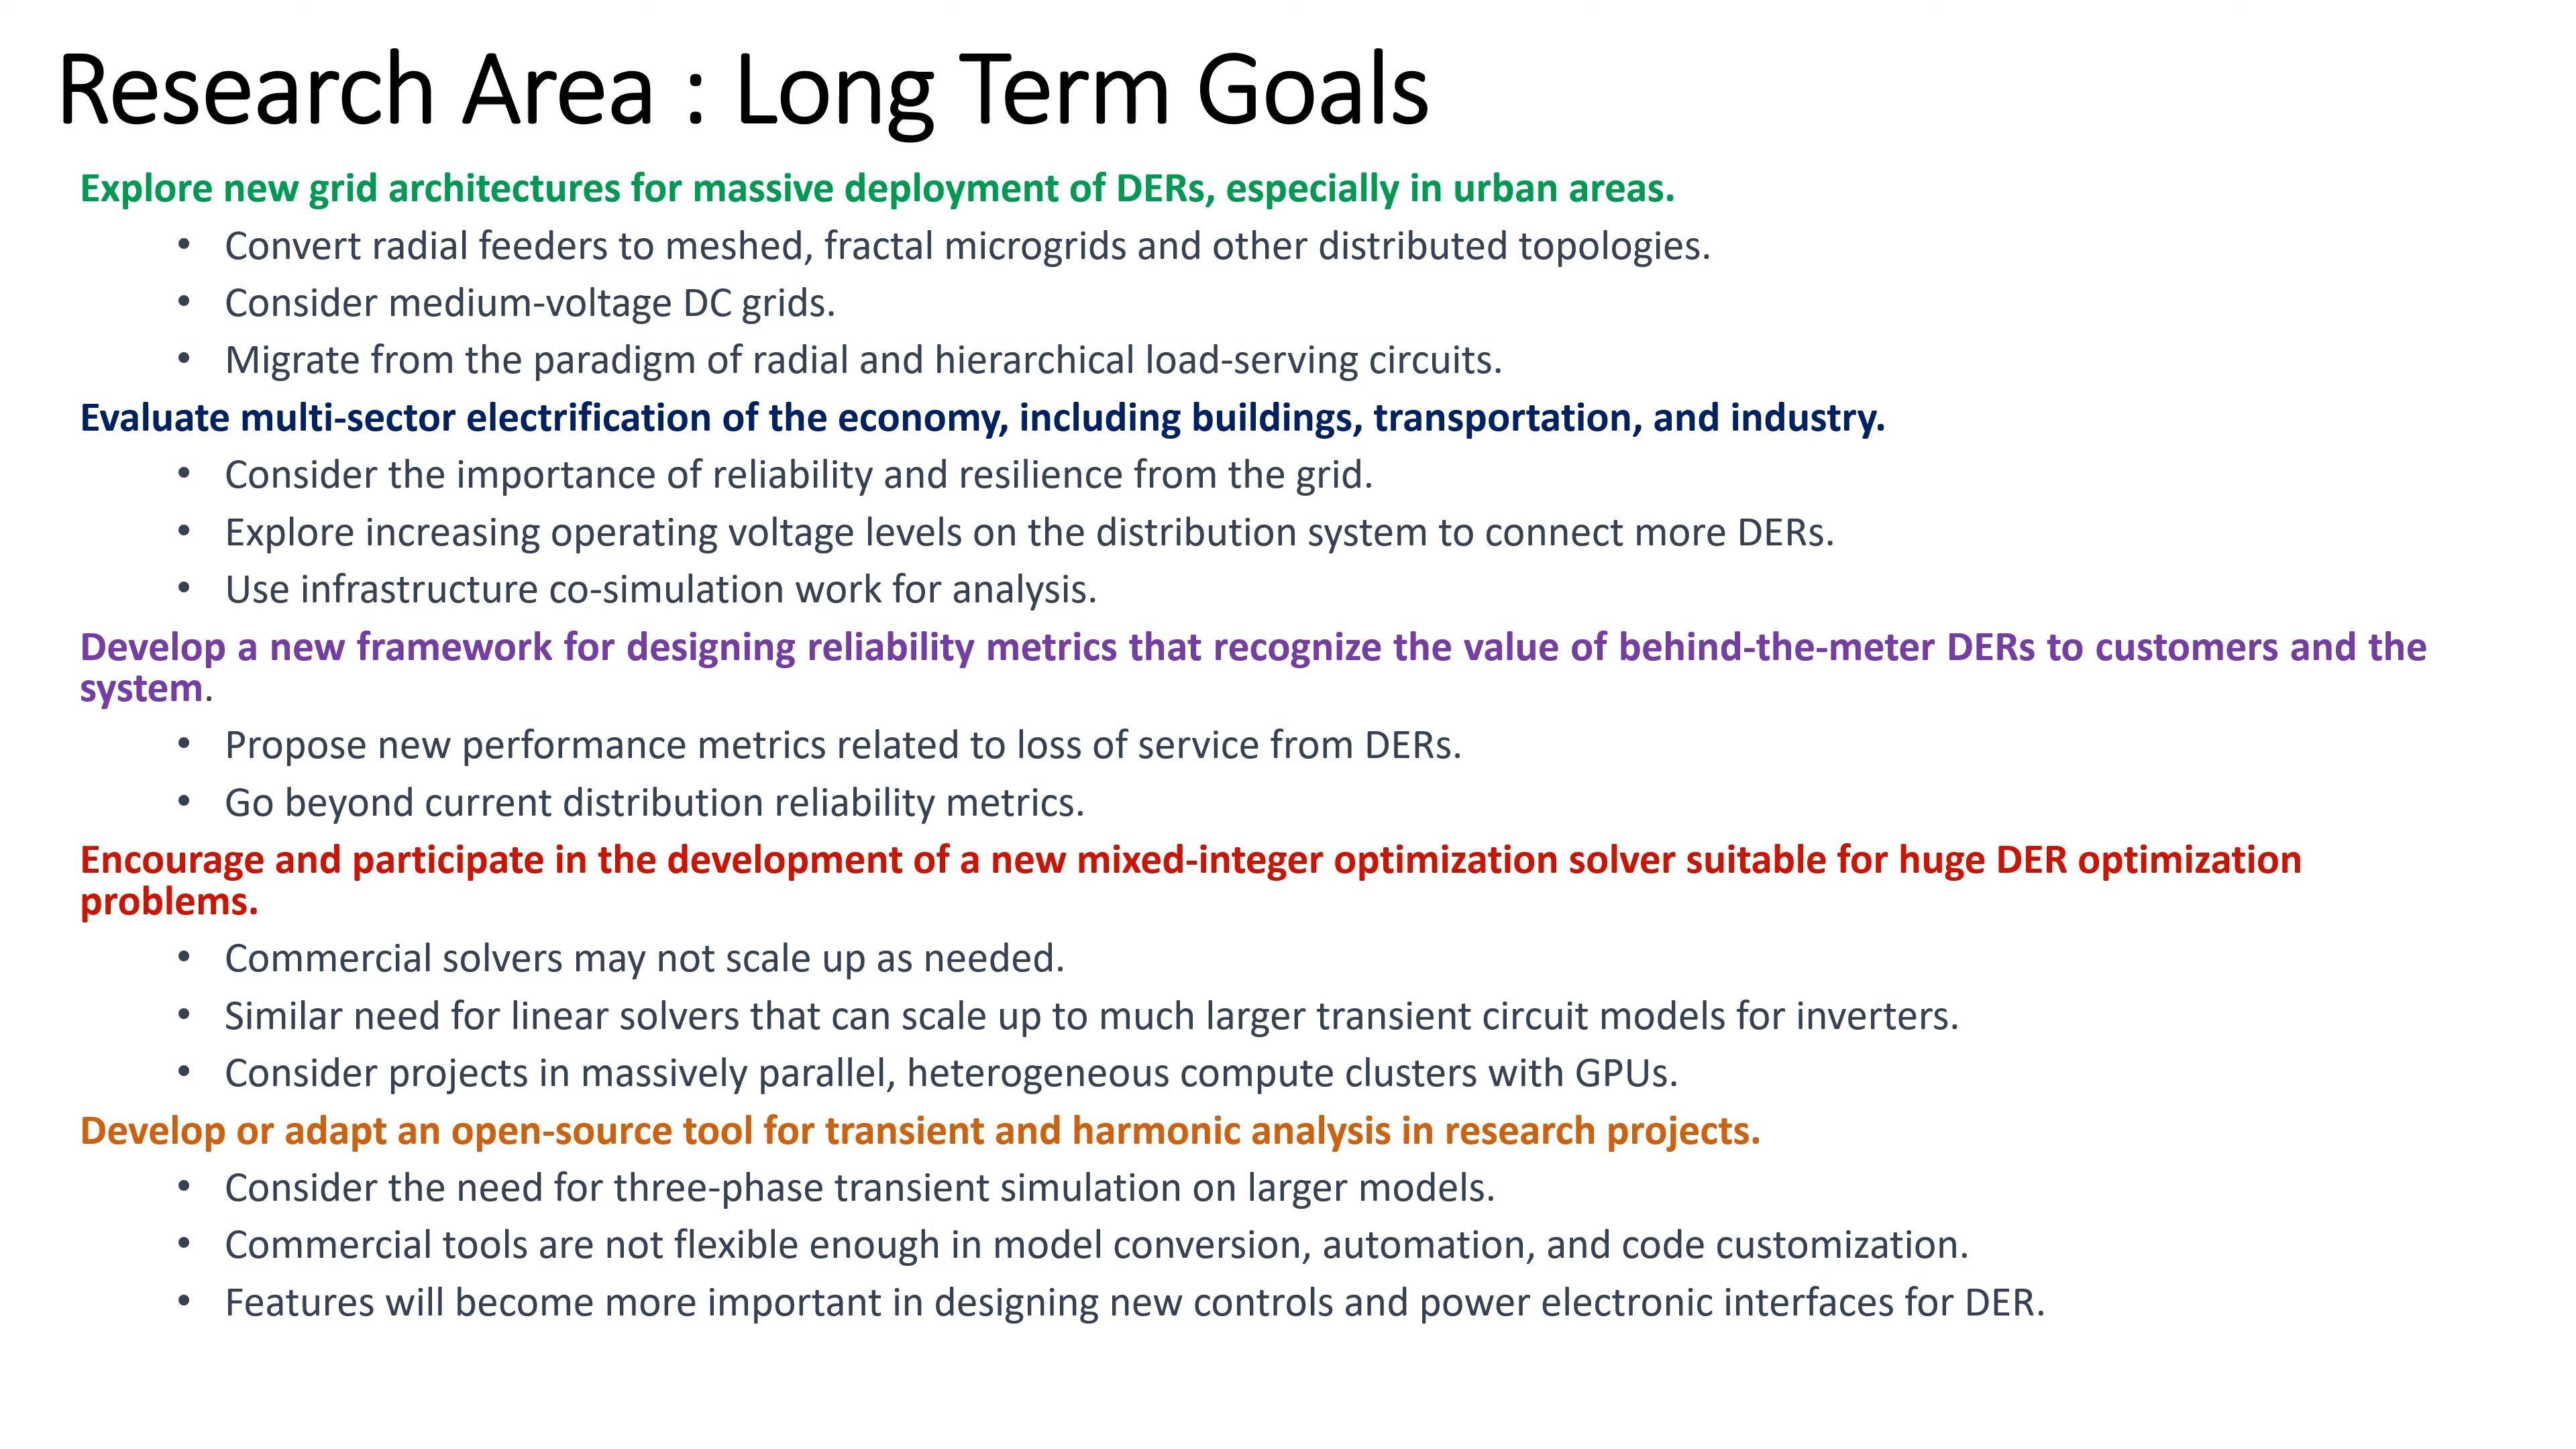 Research Area : Long Term Goals
Explore new grid architectures for massive deployment of DERs, especially in urban areas.
• Convert radial feeders to meshed, fractal microgrids and other distributed topologies.
• Consider medium-voltage DC grids.
• Migrate from the paradigm of radial and hierarchical load-serving circuits.
Evaluate multi-sector electrification of the economy, including buildings, transportation, and industry.
• Consider the importance of reliability and resilience from the grid.
• Explore increasing operating voltage levels on the distribution system to connect more DERs.
• Use infrastructure co-simulation work for analysis.
Develop a new framework for designing reliability metrics that recognize the value of behind-the-meter DERs to customers and the
system.
• Propose new performance metrics related to loss of service from DERs.
• Go beyond current distribution reliability metrics.
Encourage and participate in the development of a new mixed-integer optimization solver suitable for huge DER optimization
problems.
• Commercial solvers may not scale up as needed.
• Similar need for linear solvers that can scale up to much larger transient circuit models for inverters.
• Consider projects in massively parallel, heterogeneous compute clusters with GPUs.
Develop or adapt an open-source tool for transient and harmonic analysis in research projects.
• Consider the need for three-phase transient simulation on larger models.
• Commercial tools are not flexible enough in model conversion, automation, and code customization.
• Features will become more important in designing new controls and power electronic interfaces for DER.